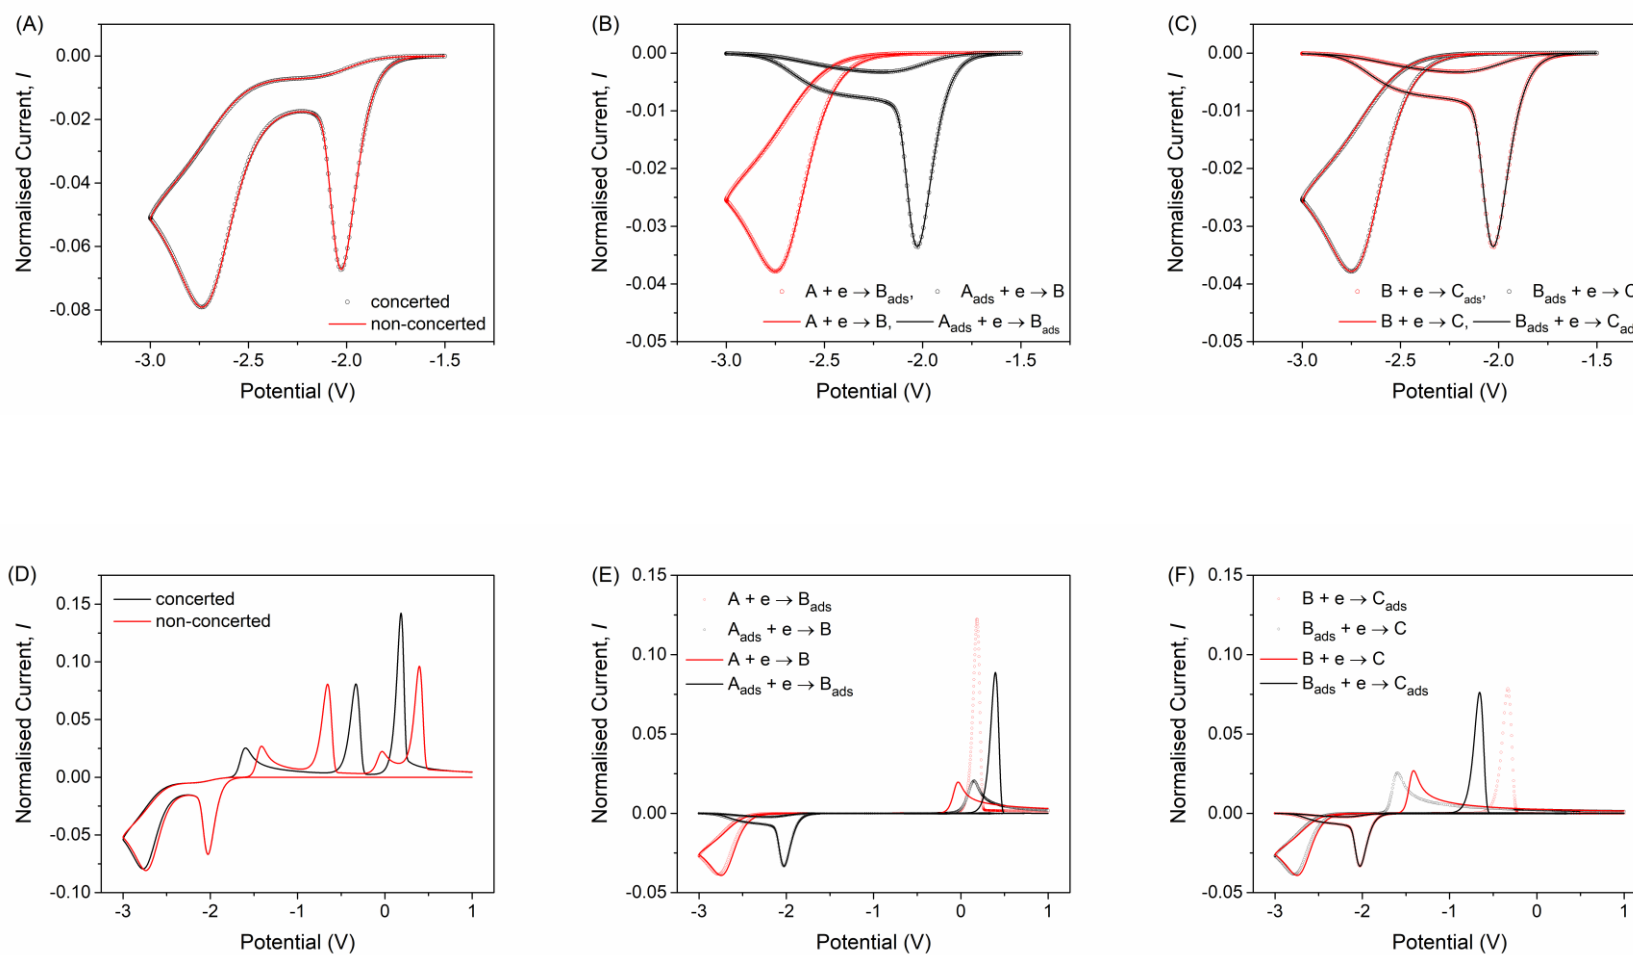 (A)
0.00
-0.02
-0.04
-0.06
-0.08
Normalised Current, I
concerted
non-concerted
-3.0 -2.5 -2.0 -1.5
Potential (V)
(B)
0.00
-0.01
-0.02
-0.03
-0.04
-0.05
Normalised Current, I
A + e → Bads, Aads + e → B
A + e → B, Aads + e → Bads
-3.0 -2.5 -2.0 -1.5
Potential (V)
(C)
0.00
-0.01
-0.02
-0.03
-0.04
-0.05
Normalised Current, I
B + e → Cads, Bads + e → C
B + e → C, Bads + e → Cad
-3.0 -2.5 -2.0 -1.5
Potential (V)
(D)
0.15
0.10
0.05
0.00
-0.05
-0.10
Normalised Current, I
concerted
non-concerted
-3 -2 -1 0 1
Potential (V)
(E)
0.15
0.10
0.05
0.00
-0.05
Normalised Current, I
A + e → Bads
Aads + e → B
A + e → B
Aads + e → Bads
-3 -2 -1 0 1
Potential (V)
(F)
0.15
0.10
0.05
0.00
-0.05
Normalised Current, I
B + e → Cads
Bads + e → C
B + e → C
Bads + e → Cads
-3 -2 -1 0 1
Potential (V)